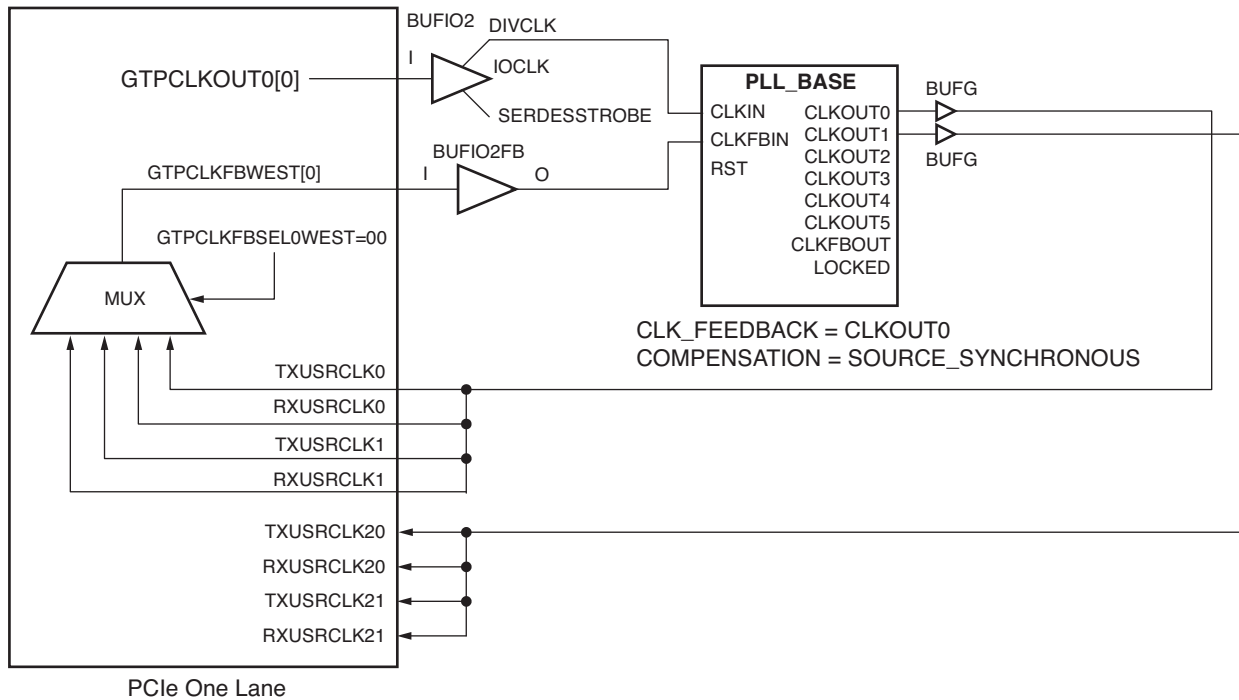 BUFIO2
DIVCLK
I
IOCLK
GTPCLKOUT0[0]
SERDESSTROBE
BUFIO2FB
GTPCLKFBWEST[0]
I
O
GTPCLKFBSEL0WEST=00
MUX
PLL_BASE
CLKIN
CLKFBIN
RST
CLKOUT0
CLKOUT1
CLKOUT2
CLKOUT3
CLKOUT4
CLKOUT5
CLKFBOUT
LOCKED
BUFG
BUFG
CLK_FEEDBACK = CLKOUT0
COMPENSATION = SOURCE_SYNCHRONOUS
TXUSRCLK0
RXUSRCLK0
TXUSRCLK1
RXUSRCLK1
TXUSRCLK20
RXUSRCLK20
TXUSRCLK21
RXUSRCLK21
PCIe One Lane